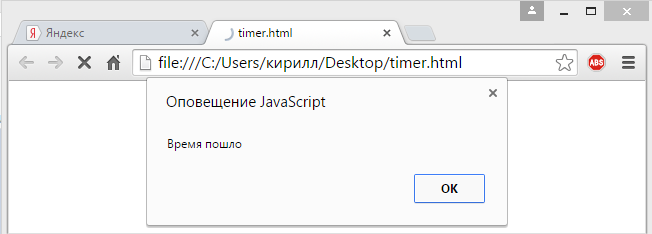 Яндекс
timer.html
file:///C:/Users/кирилл/Desktop/timer.html
ABS
Оповещение JavaScript
Время пошло
OK